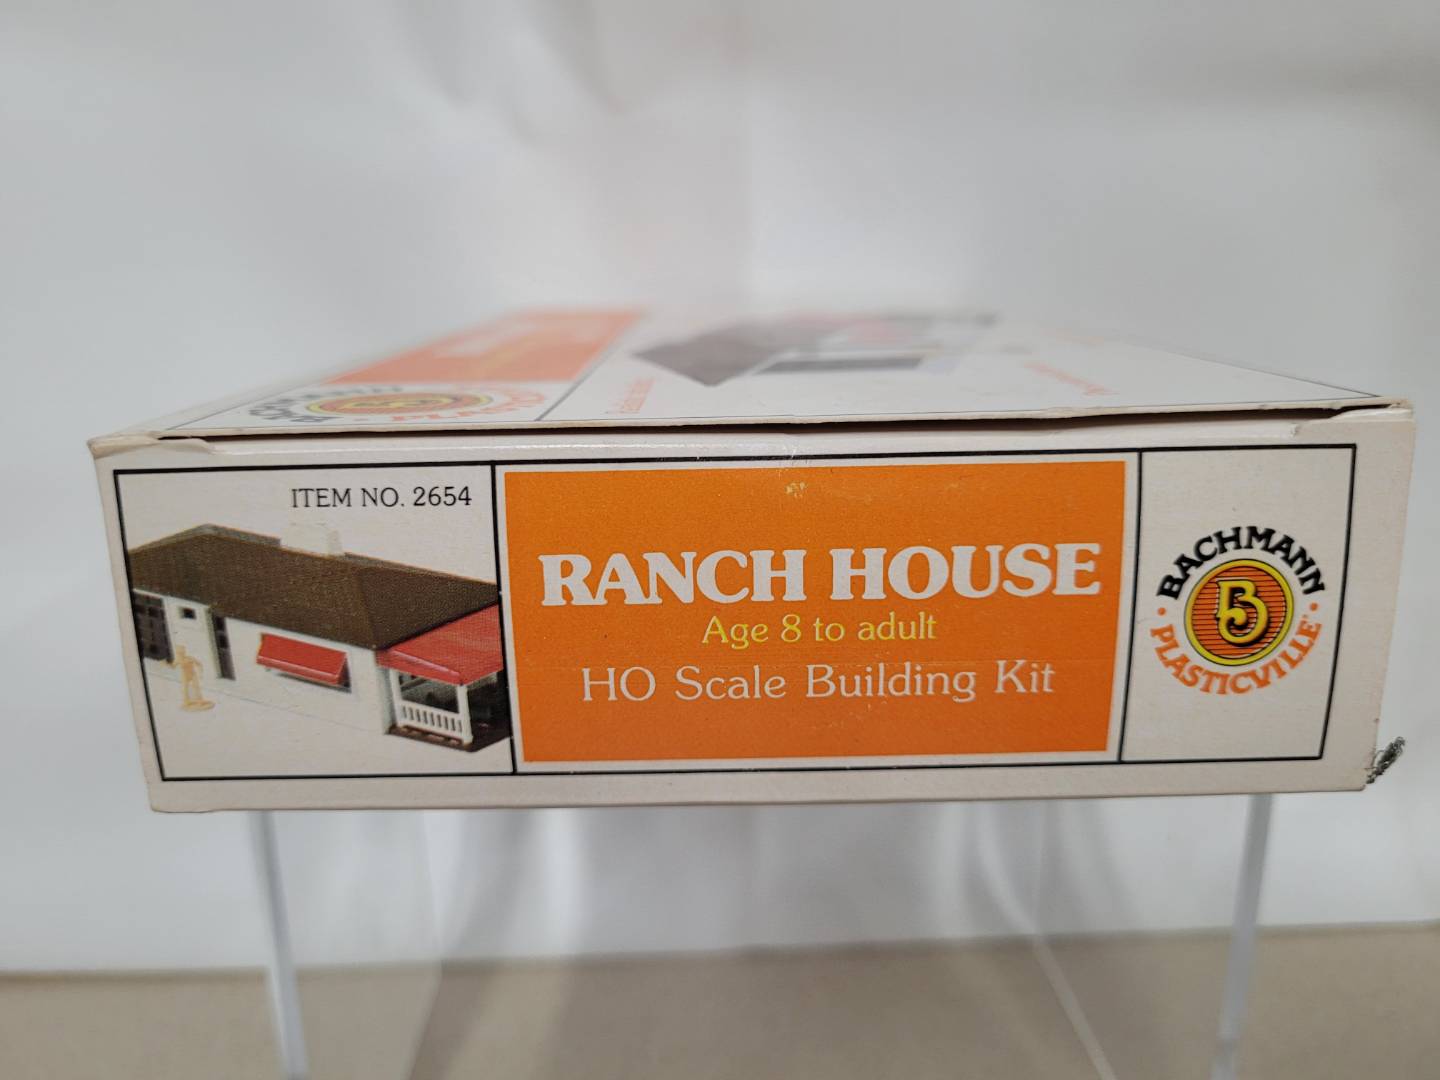 ITEM NO. 2654
RANCH HOUSE
Age 8 to adult
HO Scale Building Kit
BACHMANN
B
PLASTICVILLE